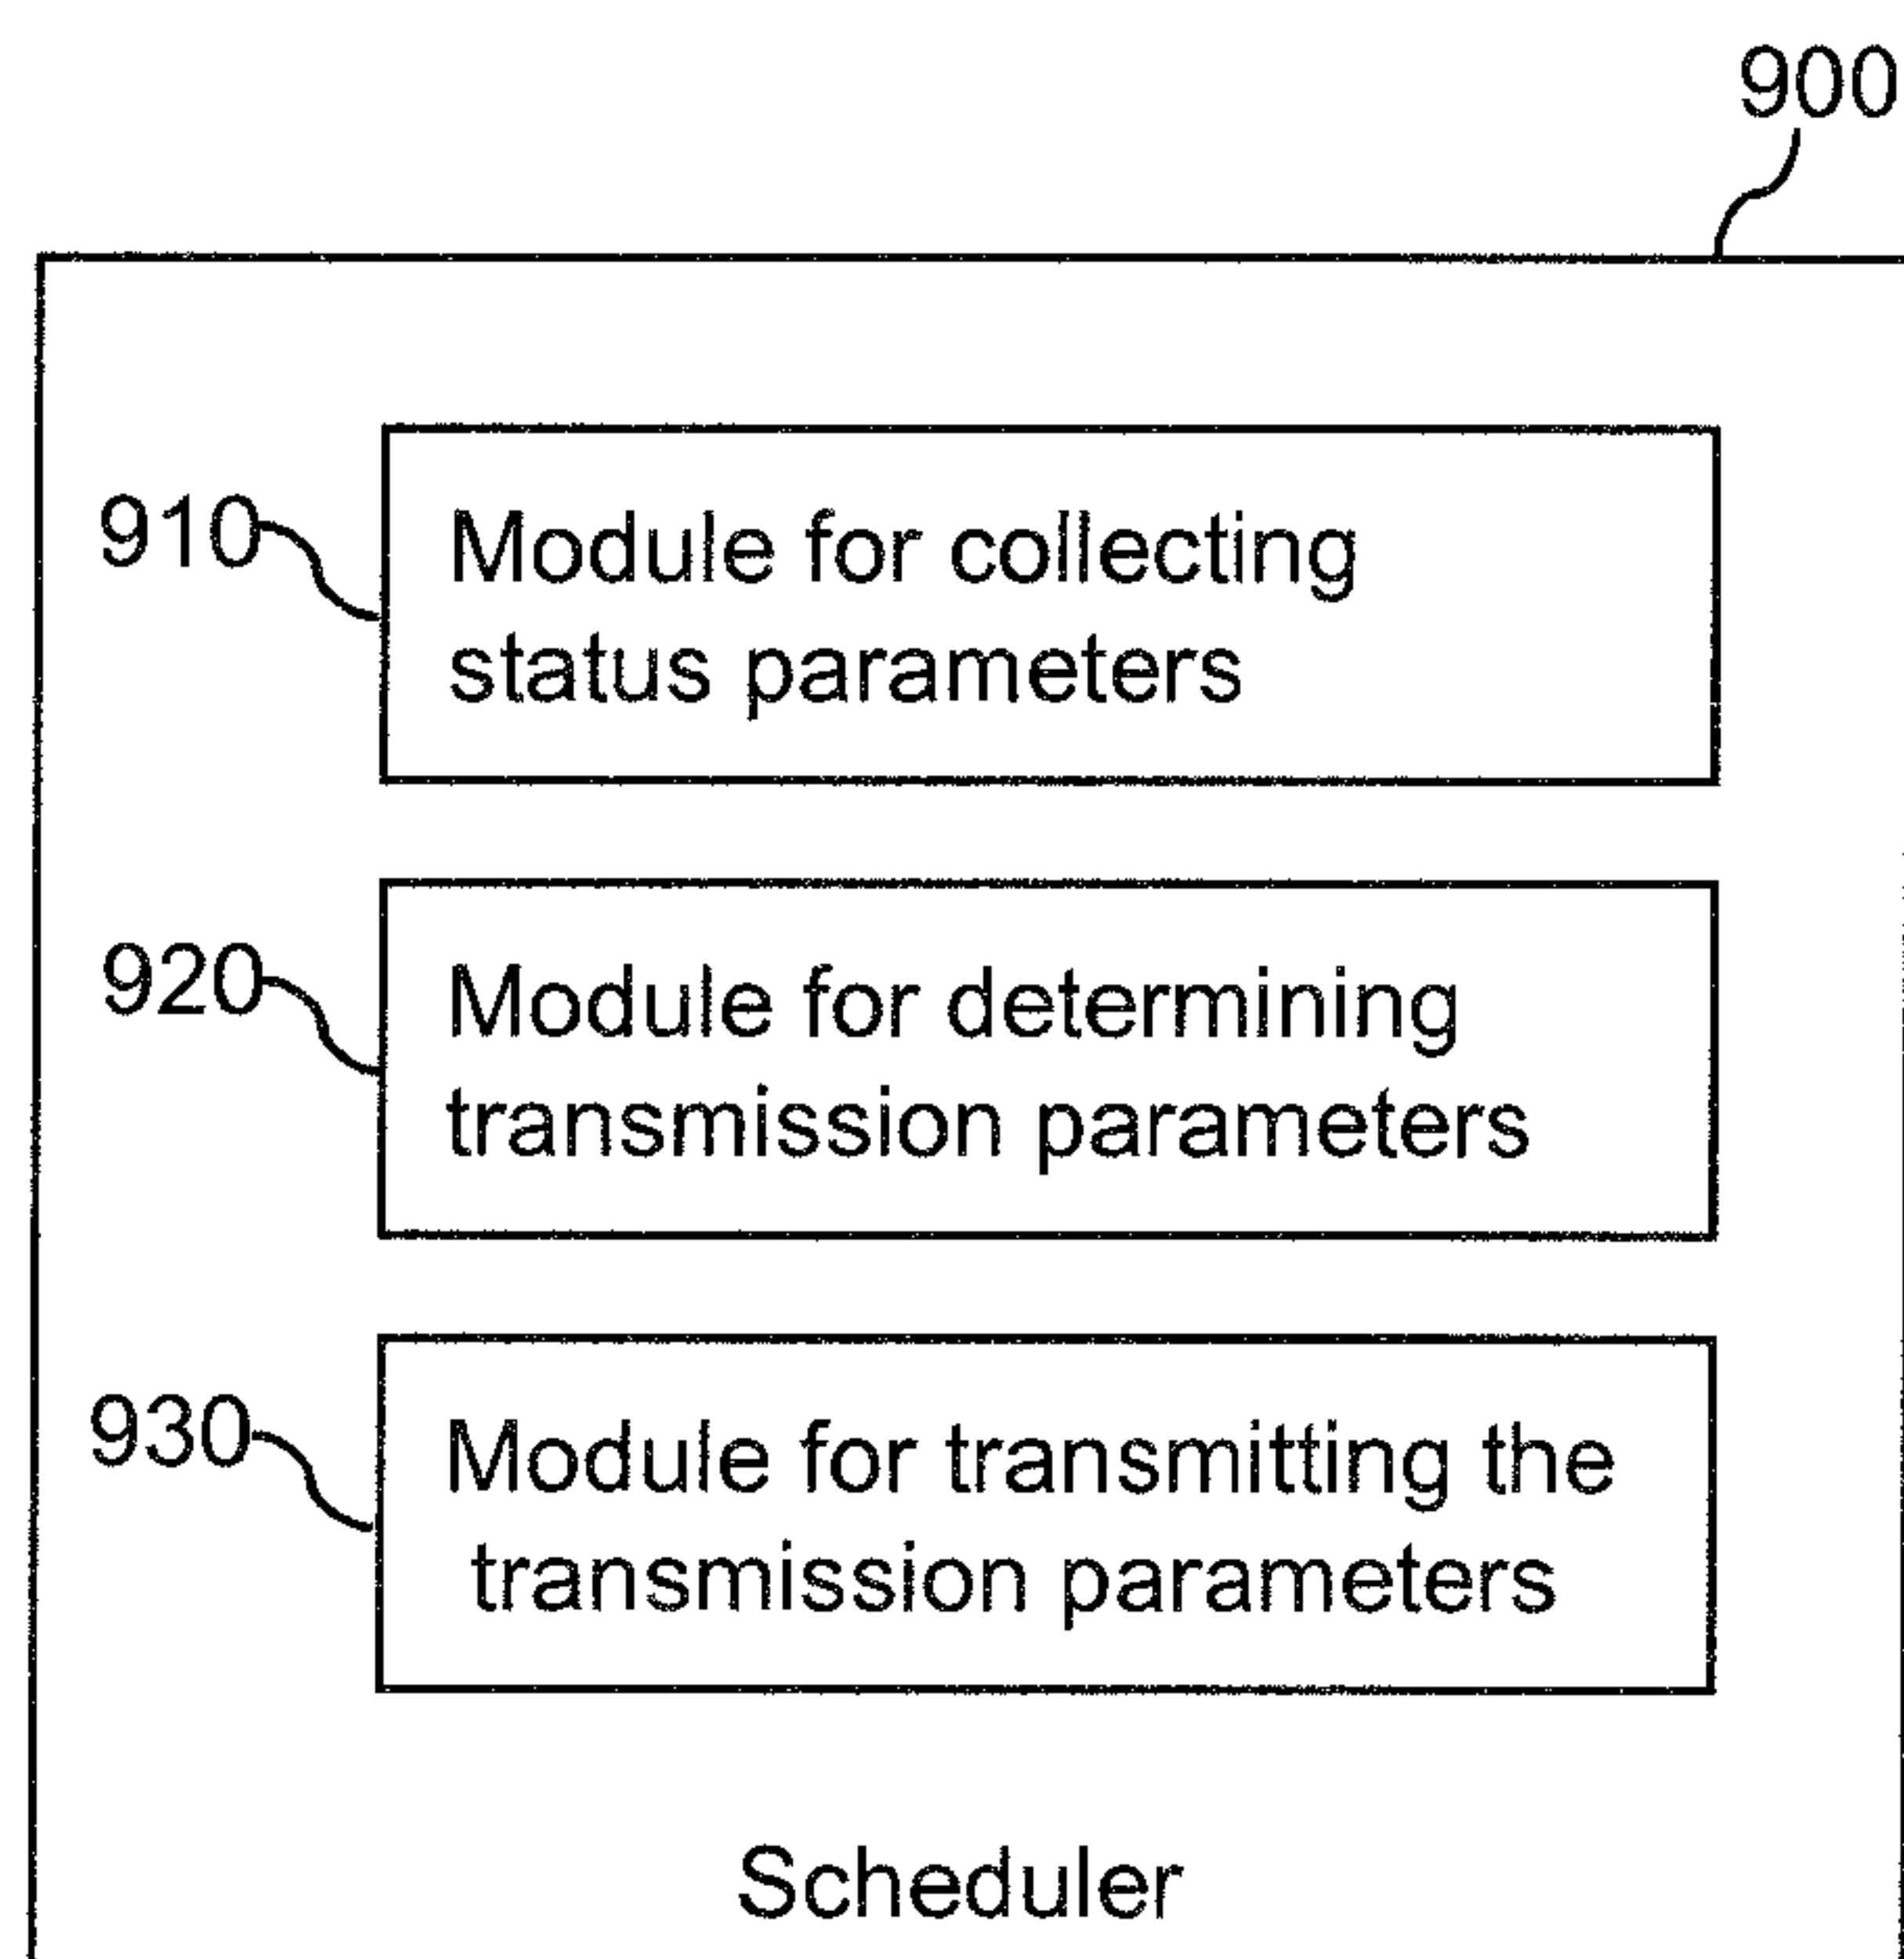 900
910
Module for collecting
status parameters
920
Module for determining
transmission parameters
930
Module for transmitting the
transmission parameters
Scheduler